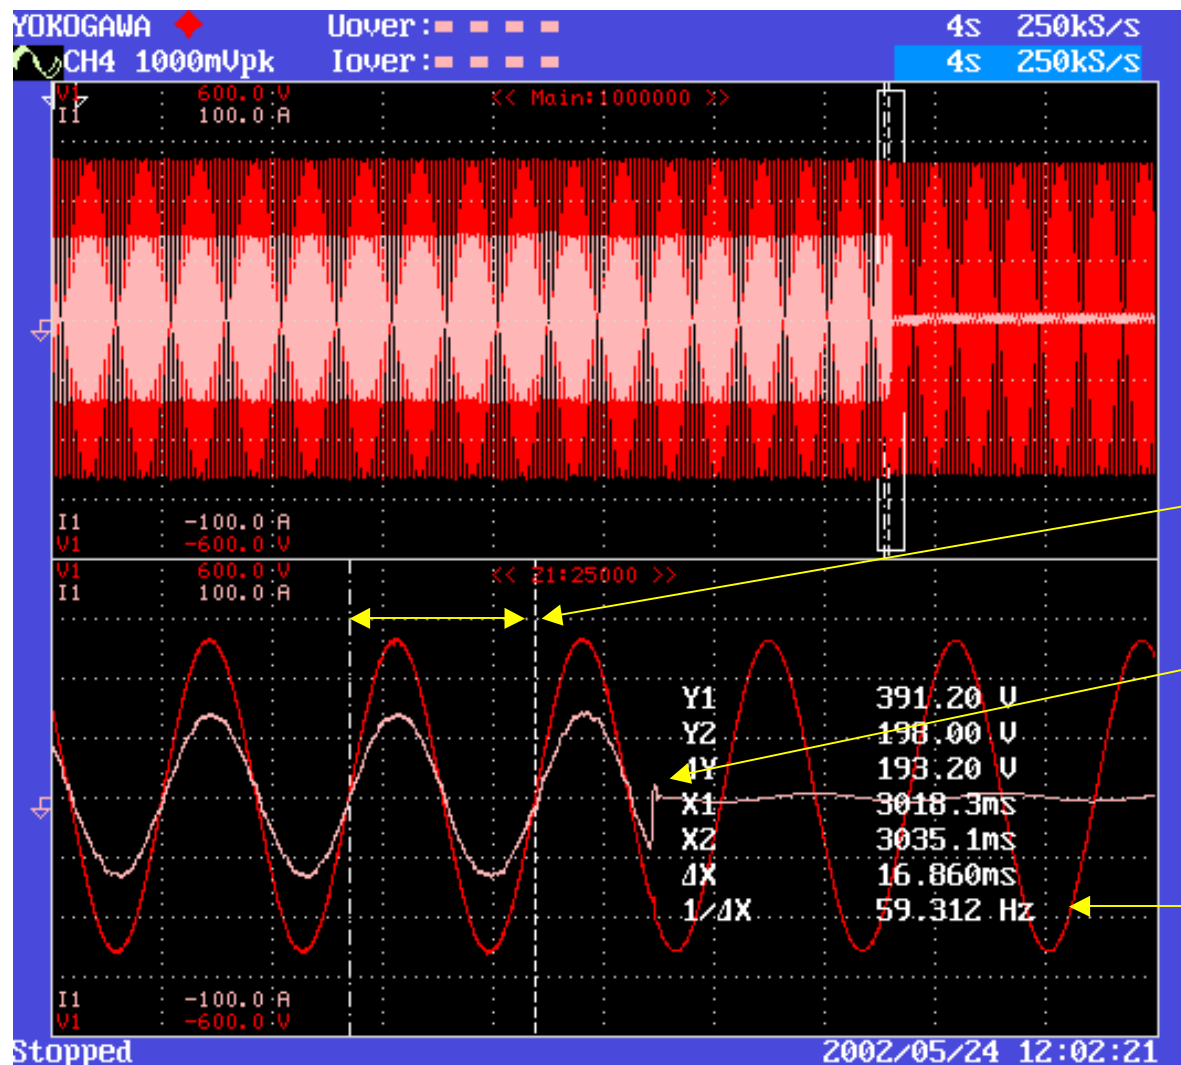 YOKOGAWA Uover: 4s 250kS/s
CH4 1000mVpk Iover: 4s 250kS/s
V1 600.0 V << Main:1000000 >>
I1 100.0 A
I1 -100.0 A
V1 -600.0 V
V1 600.0 V << Z1:25000 >>
I1 100.0 A
Y1 391.20 V
Y2 198.00 V
ΔY 193.20 V
X1 3018.3ms
X2 3035.1ms
ΔX 16.860ms
1/ΔX 59.312 Hz
I1 -100.0 A
V1 -600.0 V
Stopped 2002/05/24 12:02:21